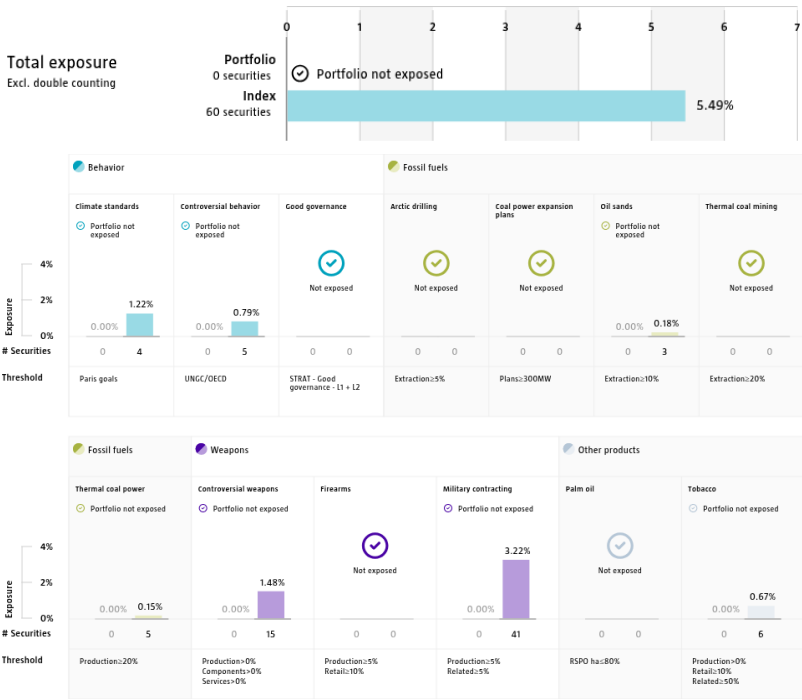 0 1 2 3 4 5 6 7
Total exposure
Excl. double counting
Portfolio
0 securities
Portfolio not exposed
Index
60 securities
5.49%
Behavior
Fossil fuels
Climate standards
Controversial behavior
Good governance
Arctic drilling
Coal power expansion
plans
Oil sands
Thermal coal mining
Portfolio not
exposed
Portfolio not
exposed
Portfolio not
exposed
Not exposed
Not exposed
Not exposed
Not exposed
Exposure
4%
2%
0%
0.00% 1.22%
0.00% 0.79%
0.00% 0.18%
# Securities
0 4
0 5
0 0
0 0
0 0
0 3
0 0
Threshold
Paris goals
UNGC/OECD
STRAT - Good
governance - L1 + L2
Extraction≥5%
Plans≥300MW
Extraction≥10%
Extraction≥20%
Fossil fuels
Weapons
Other products
Thermal coal power
Controversial weapons
Firearms
Military contracting
Palm oil
Tobacco
Portfolio not exposed
Portfolio not exposed
Portfolio not exposed
Portfolio not exposed
Not exposed
Not exposed
Exposure
4%
2%
0%
0.00% 0.15%
0.00% 1.48%
0.00% 3.22%
0.00% 0.67%
# Securities
0 5
0 15
0 0
0 41
0 0
0 6
Threshold
Production≥20%
Production>0%
Components>0%
Services>0%
Production≥5%
Retail≥10%
Production≥5%
Related≥5%
RSPO ha≤80%
Production>0%
Retail≥10%
Related≥50%